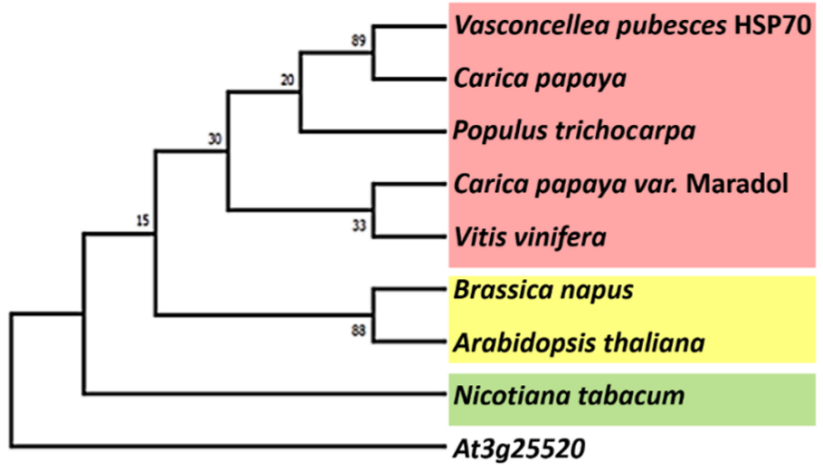 89
Vasconcellea pubesces HSP70
Carica papaya
20
Populus trichocarpa
30
Carica papaya var. Maradol
33
Vitis vinifera
15
Brassica napus
88
Arabidopsis thaliana
Nicotiana tabacum
At3g25520